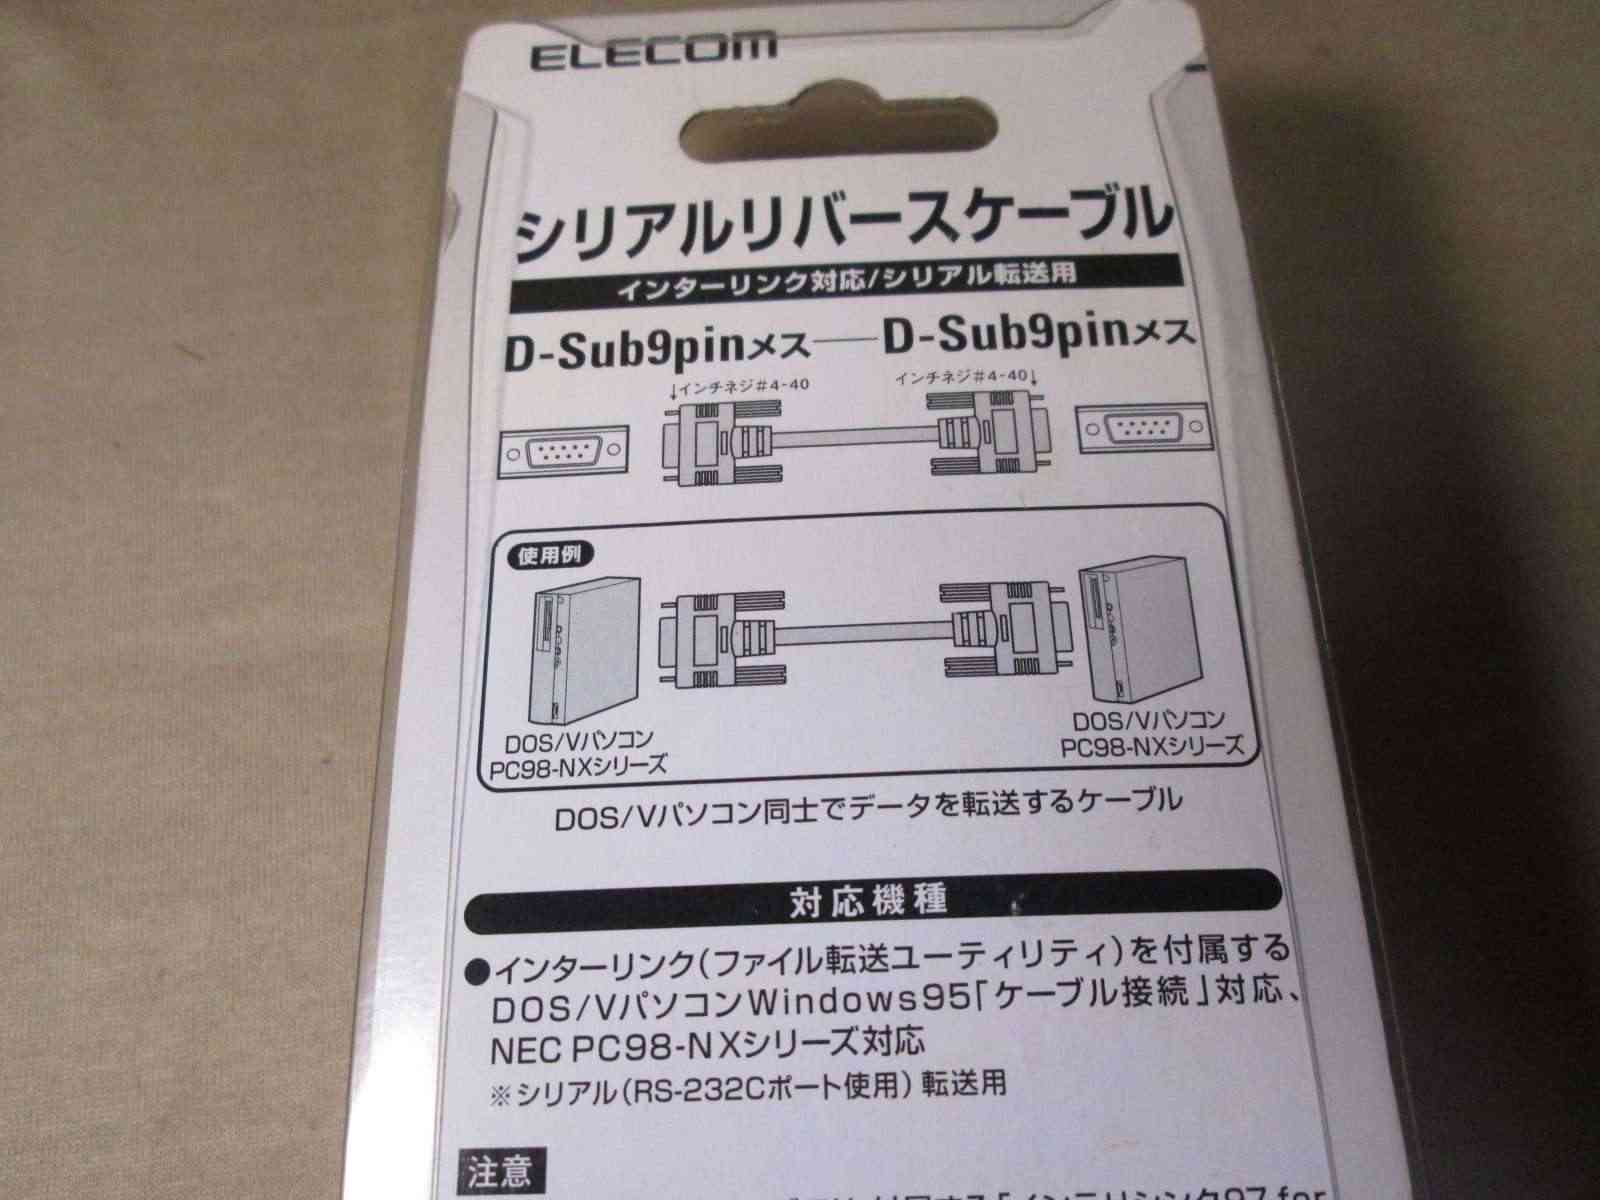 ELECOM
シリアルリバースケーブル
インターリンク対応/シリアル転送用
D-Sub9pinメス―D-Sub9pinメス
↓インチネジ#4-40 インチネジ#4-40↓
使用例
DOS/Vパソコン
PC98-NXシリーズ
DOS/Vパソコン
PC98-NXシリーズ
DOS/Vパソコン同士でデータを転送するケーブル
対応機種
●インターリンク(ファイル転送ユーティリティ)を付属する
DOS/VパソコンWindows95「ケーブル接続」対応、
NEC PC98-NXシリーズ対応
※シリアル(RS-232Cポート使用)転送用
注意